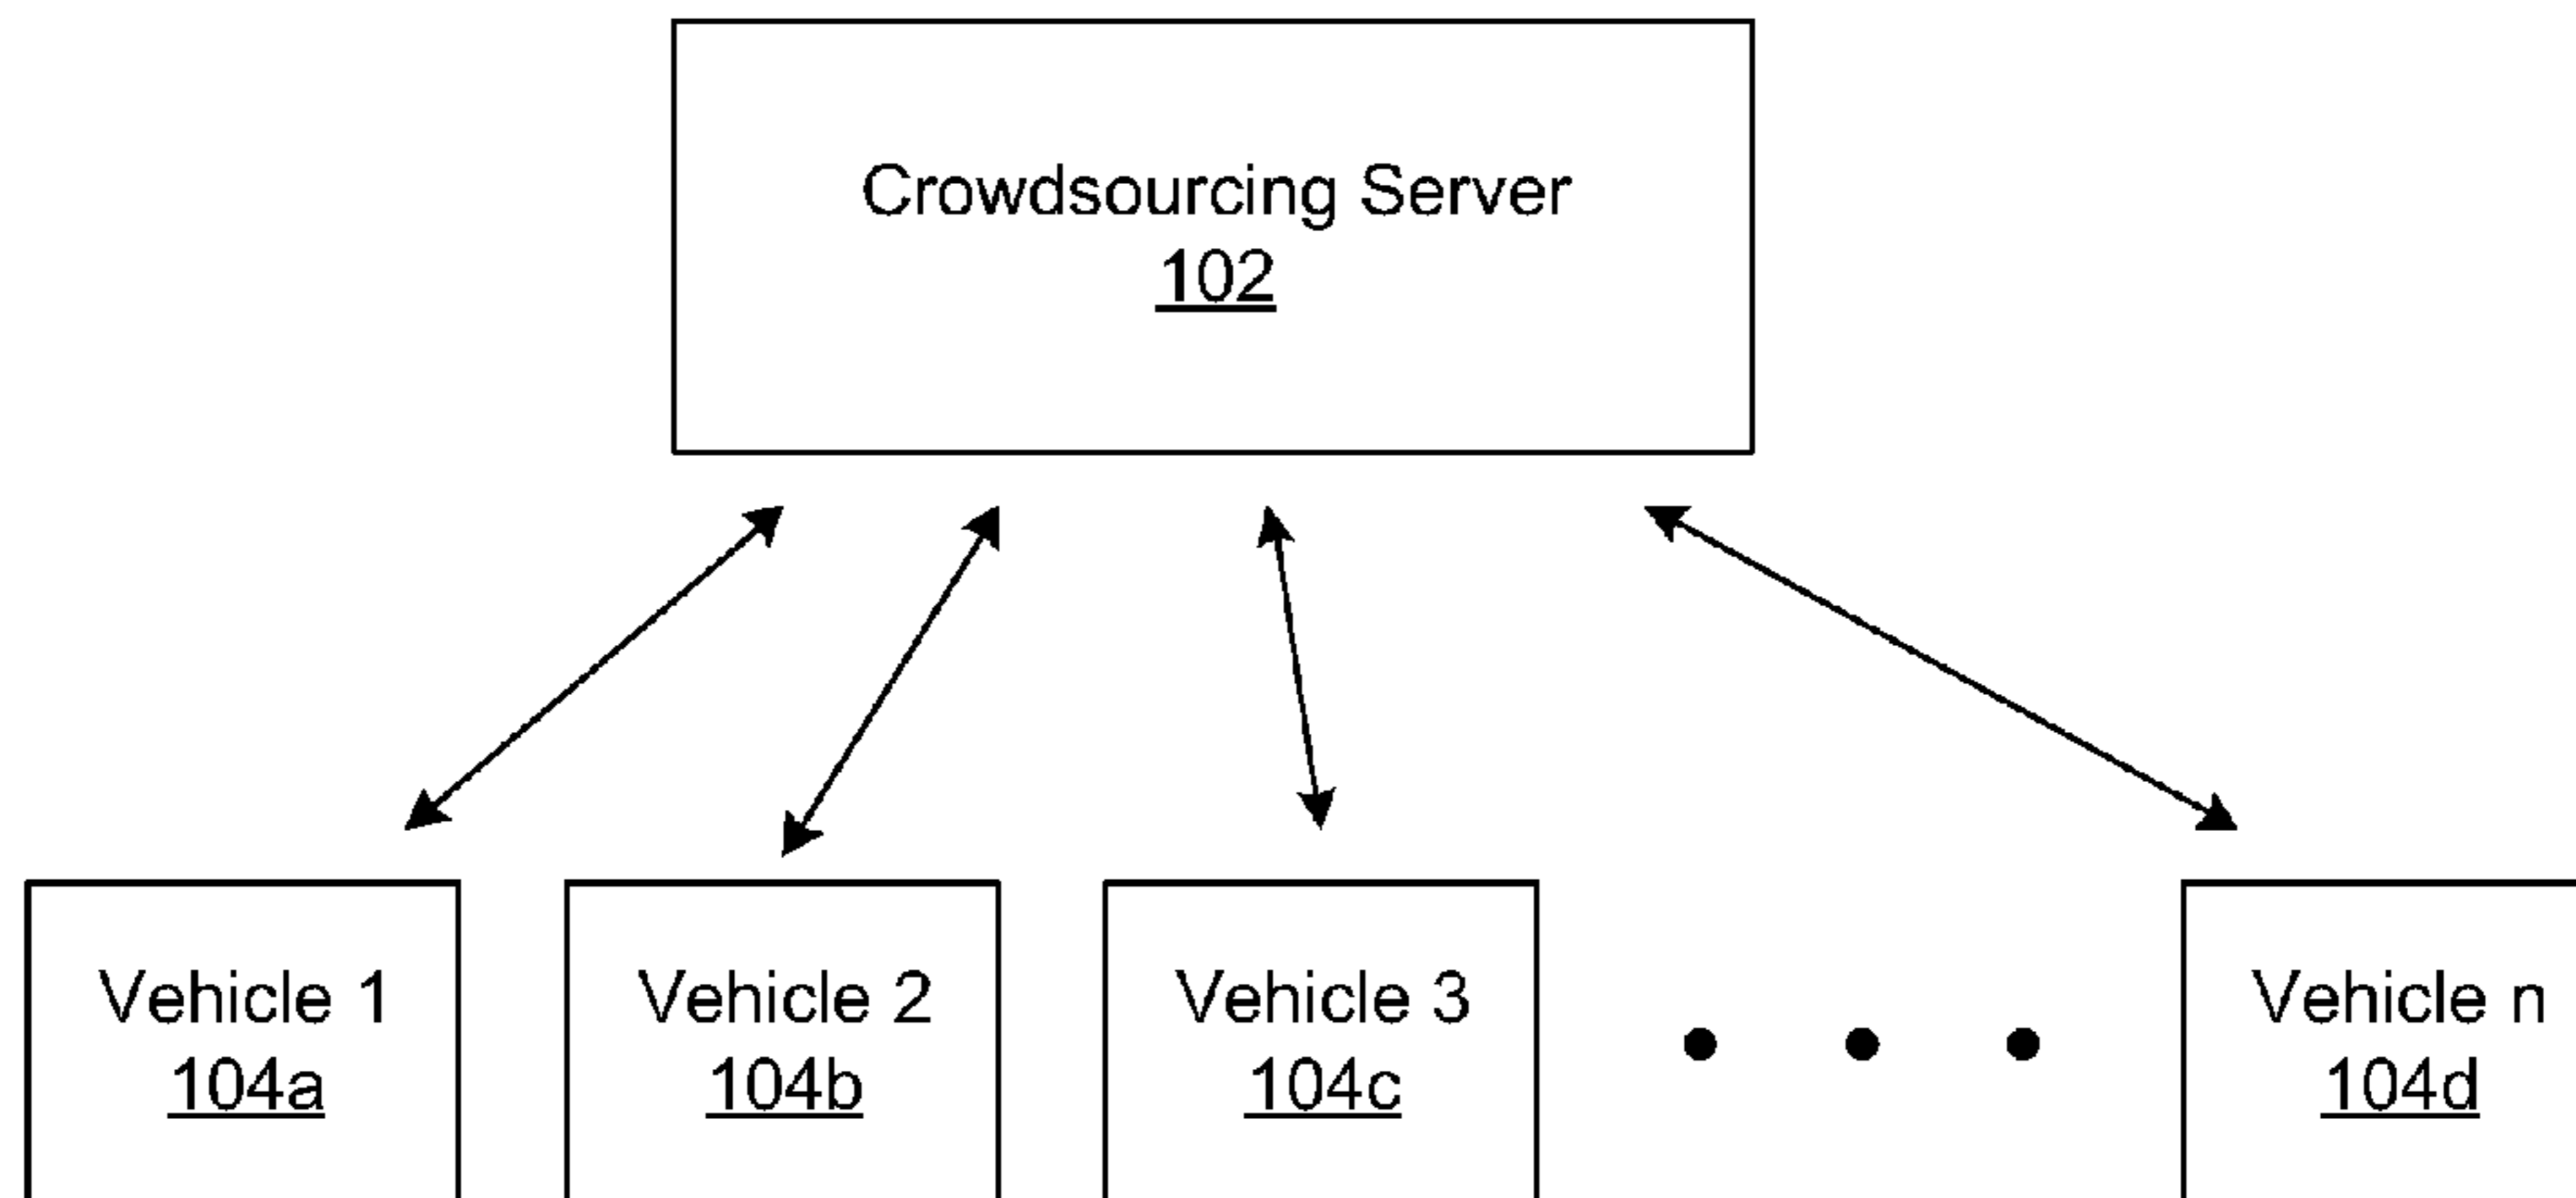 Crowdsourcing Server
102
Vehicle 1
104a
Vehicle 2
104b
Vehicle 3
104c
Vehicle n
104d